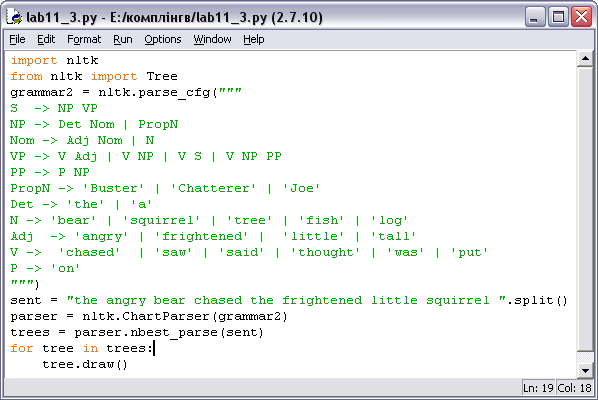 lab11_3.py - E:/комплінгв/lab11_3.py (2.7.10)
File Edit Format Run Options Window Help
import nltk
from nltk import Tree
grammar2 = nltk.parse_cfg("""
S  -> NP VP
NP -> Det Nom | PropN
Nom -> Adj Nom | N
VP -> V Adj | V NP | V S | V NP PP
PP -> P NP
PropN -> 'Buster' | 'Chatterer' | 'Joe'
Det -> 'the' | 'a'
N -> 'bear' | 'squirrel' | 'tree' | 'fish' | 'log'
Adj  -> 'angry' | 'frightened' |  'little' | 'tall'
V ->  'chased'  | 'saw' | 'said' | 'thought' | 'was' | 'put'
P -> 'on'
""")
sent = "the angry bear chased the frightened little squirrel ".split()
parser = nltk.ChartParser(grammar2)
trees = parser.nbest_parse(sent)
for tree in trees:
    tree.draw()
Ln: 19 Col: 18